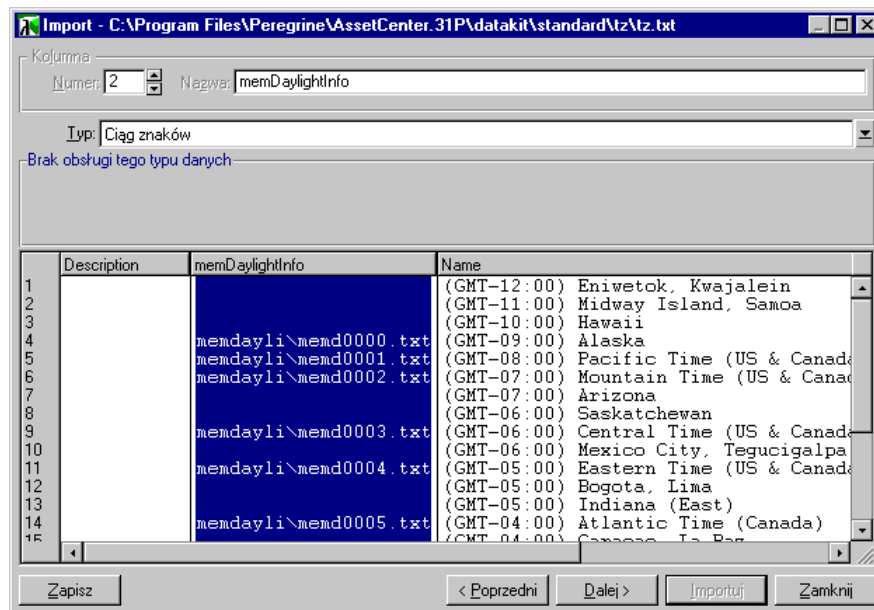 Import - C:\Program Files\Peregrine\AssetCenter.31P\datakit\standard\tz\tz.txt
Kolumna
Numer: 2 Nazwa: memDaylightInfo
Typ: Ciąg znaków
Brak obsługi tego typu danych
Description memDaylightInfo Name
1 (GMT-12:00) Eniwetok, Kwajalein
2 (GMT-11:00) Midway Island, Samoa
3 (GMT-10:00) Hawaii
4 memdayli\memd0000.txt (GMT-09:00) Alaska
5 memdayli\memd0001.txt (GMT-08:00) Pacific Time (US & Canada
6 memdayli\memd0002.txt (GMT-07:00) Mountain Time (US & Canad
7 (GMT-07:00) Arizona
8 (GMT-06:00) Saskatchewan
9 memdayli\memd0003.txt (GMT-06:00) Central Time (US & Canada
10 (GMT-06:00) Mexico City, Tegucigalpa
11 memdayli\memd0004.txt (GMT-05:00) Eastern Time (US & Canada
12 (GMT-05:00) Bogota, Lima
13 (GMT-05:00) Indiana (East)
14 memdayli\memd0005.txt (GMT-04:00) Atlantic Time (Canada)
15 (GMT-04:00) Caracas, La Paz
Zapisz < Poprzedni Dalej > Importuj Zamknij